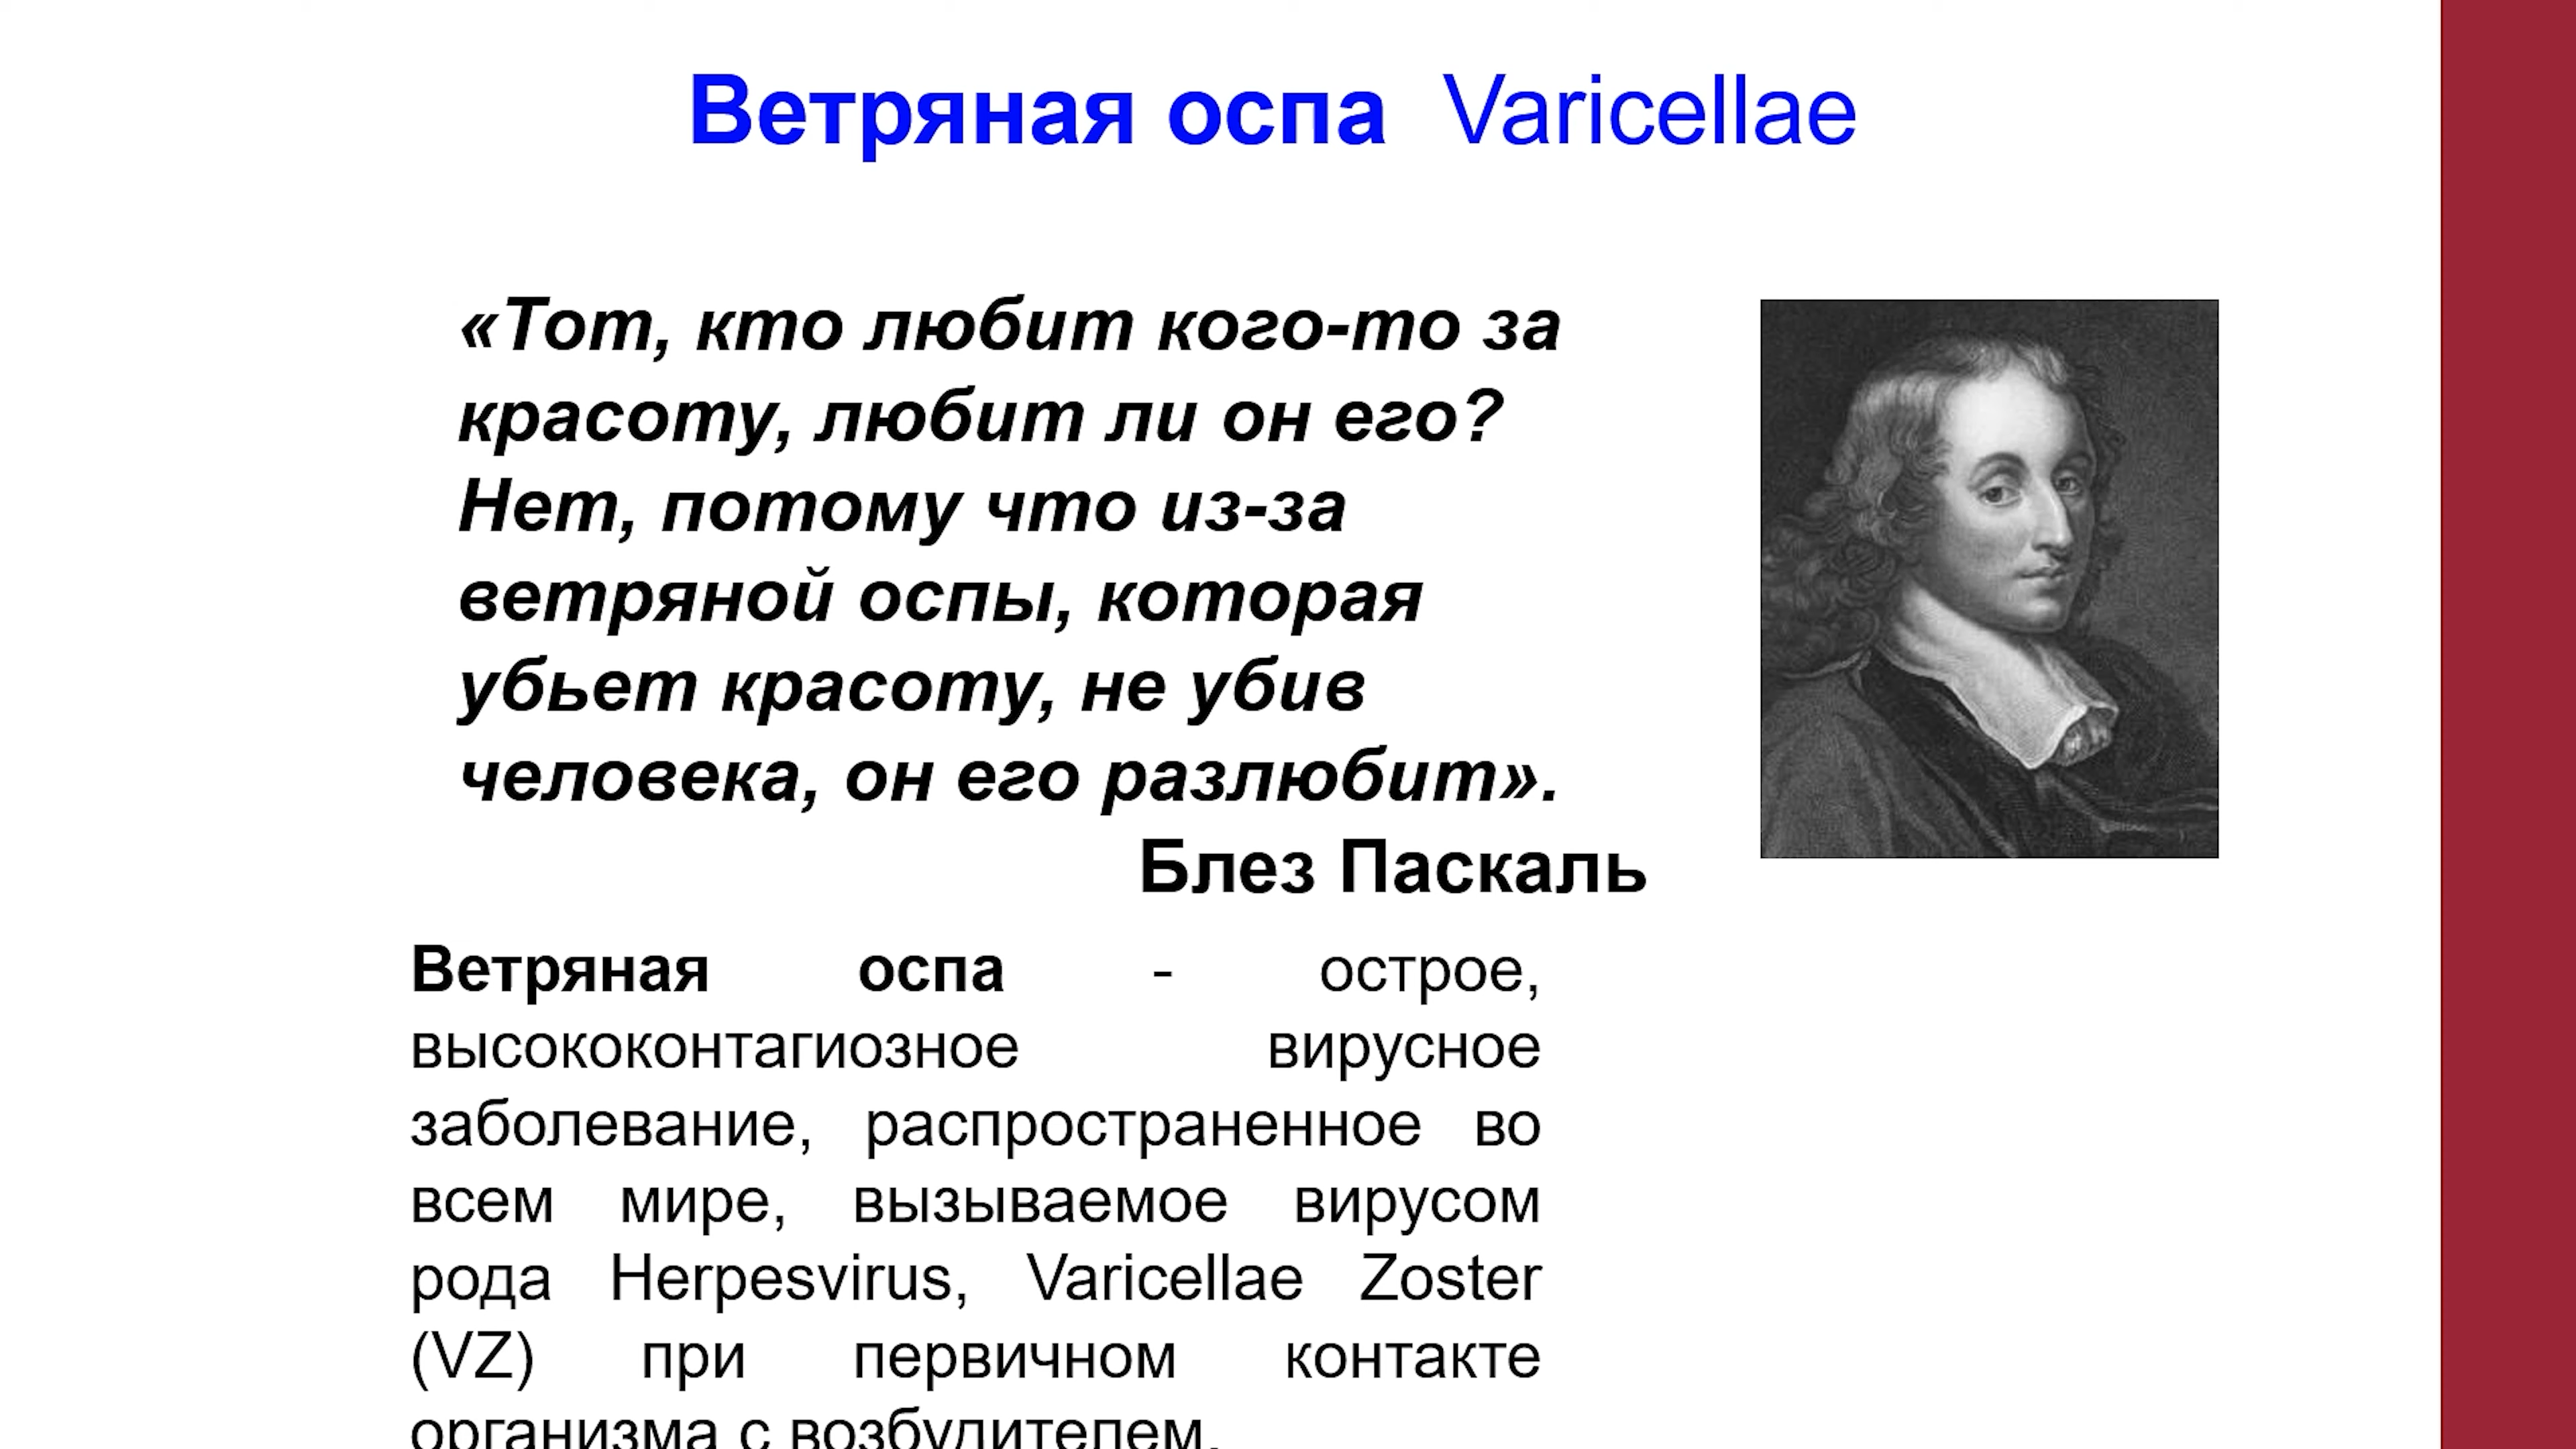 Ветряная оспа Varicellae
«Тот, кто любит кого-то за
красоту, любит ли он его?
Нет, потому что из-за
ветряной оспы, которая
убьет красоту, не убив
человека, он его разлюбит».
Блез Паскаль
Ветряная оспа - острое,
высококонтагиозное вирусное
заболевание, распространенное во
всем мире, вызываемое вирусом
рода Herpesvirus, Varicellae Zoster
(VZ) при первичном контакте
организма с возбудителем.